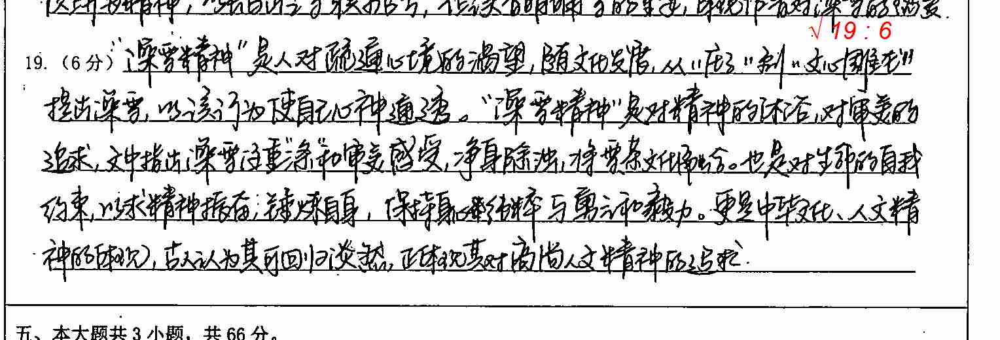 √ 19：6
19.（6分）“澡雪精神”是人对疏通心境的渴望，随文化发展，从“庄子”到“文心雕龙”
提出澡雪，以该行为使自己心神通透。“澡雪精神”是对精神的沐浴，对审美的
追求，文中指出澡雪注重“涤”和审美感受，净身除浊，将雪茶文化融合。也是对生命的自我
约束，以求精神振奋；锤炼自身，保持身心纯粹与勇气和毅力。更是中华文化、人文精
神的体现，古人认为其可回归淡然，正体现其对高尚人文精神的追求.
五、本大题共3小题，共66分。